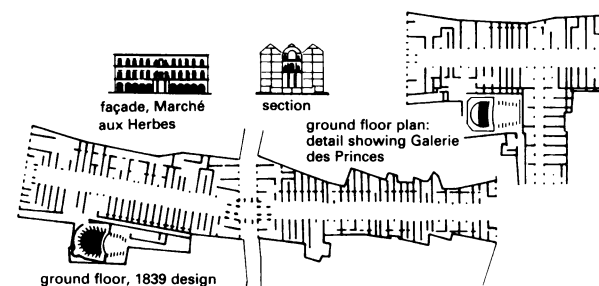 façade, Marché
aux Herbes
section
ground floor plan:
detail showing Galerie
des Princes
ground floor, 1839 design